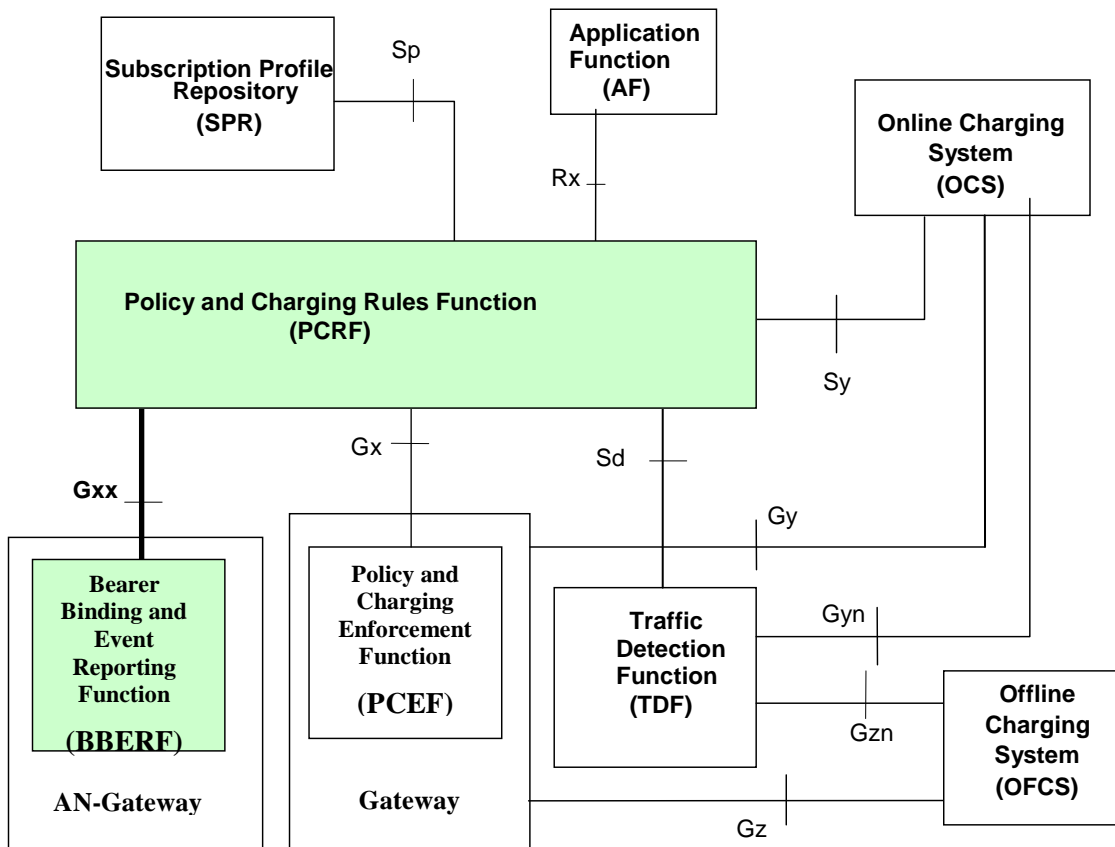 Subscription Profile
Repository
(SPR)
Sp
Application
Function
(AF)
Rx
Online Charging
System
(OCS)
Policy and Charging Rules Function
(PCRF)
Sy
Gxx
Gx
Sd
Gy
Bearer
Binding and
Event
Reporting
Function
(BBERF)
AN-Gateway
Policy and
Charging
Enforcement
Function
(PCEF)
Gateway
Traffic
Detection
Function
(TDF)
Gyn
Gzn
Gz
Offline
Charging
System
(OFCS)